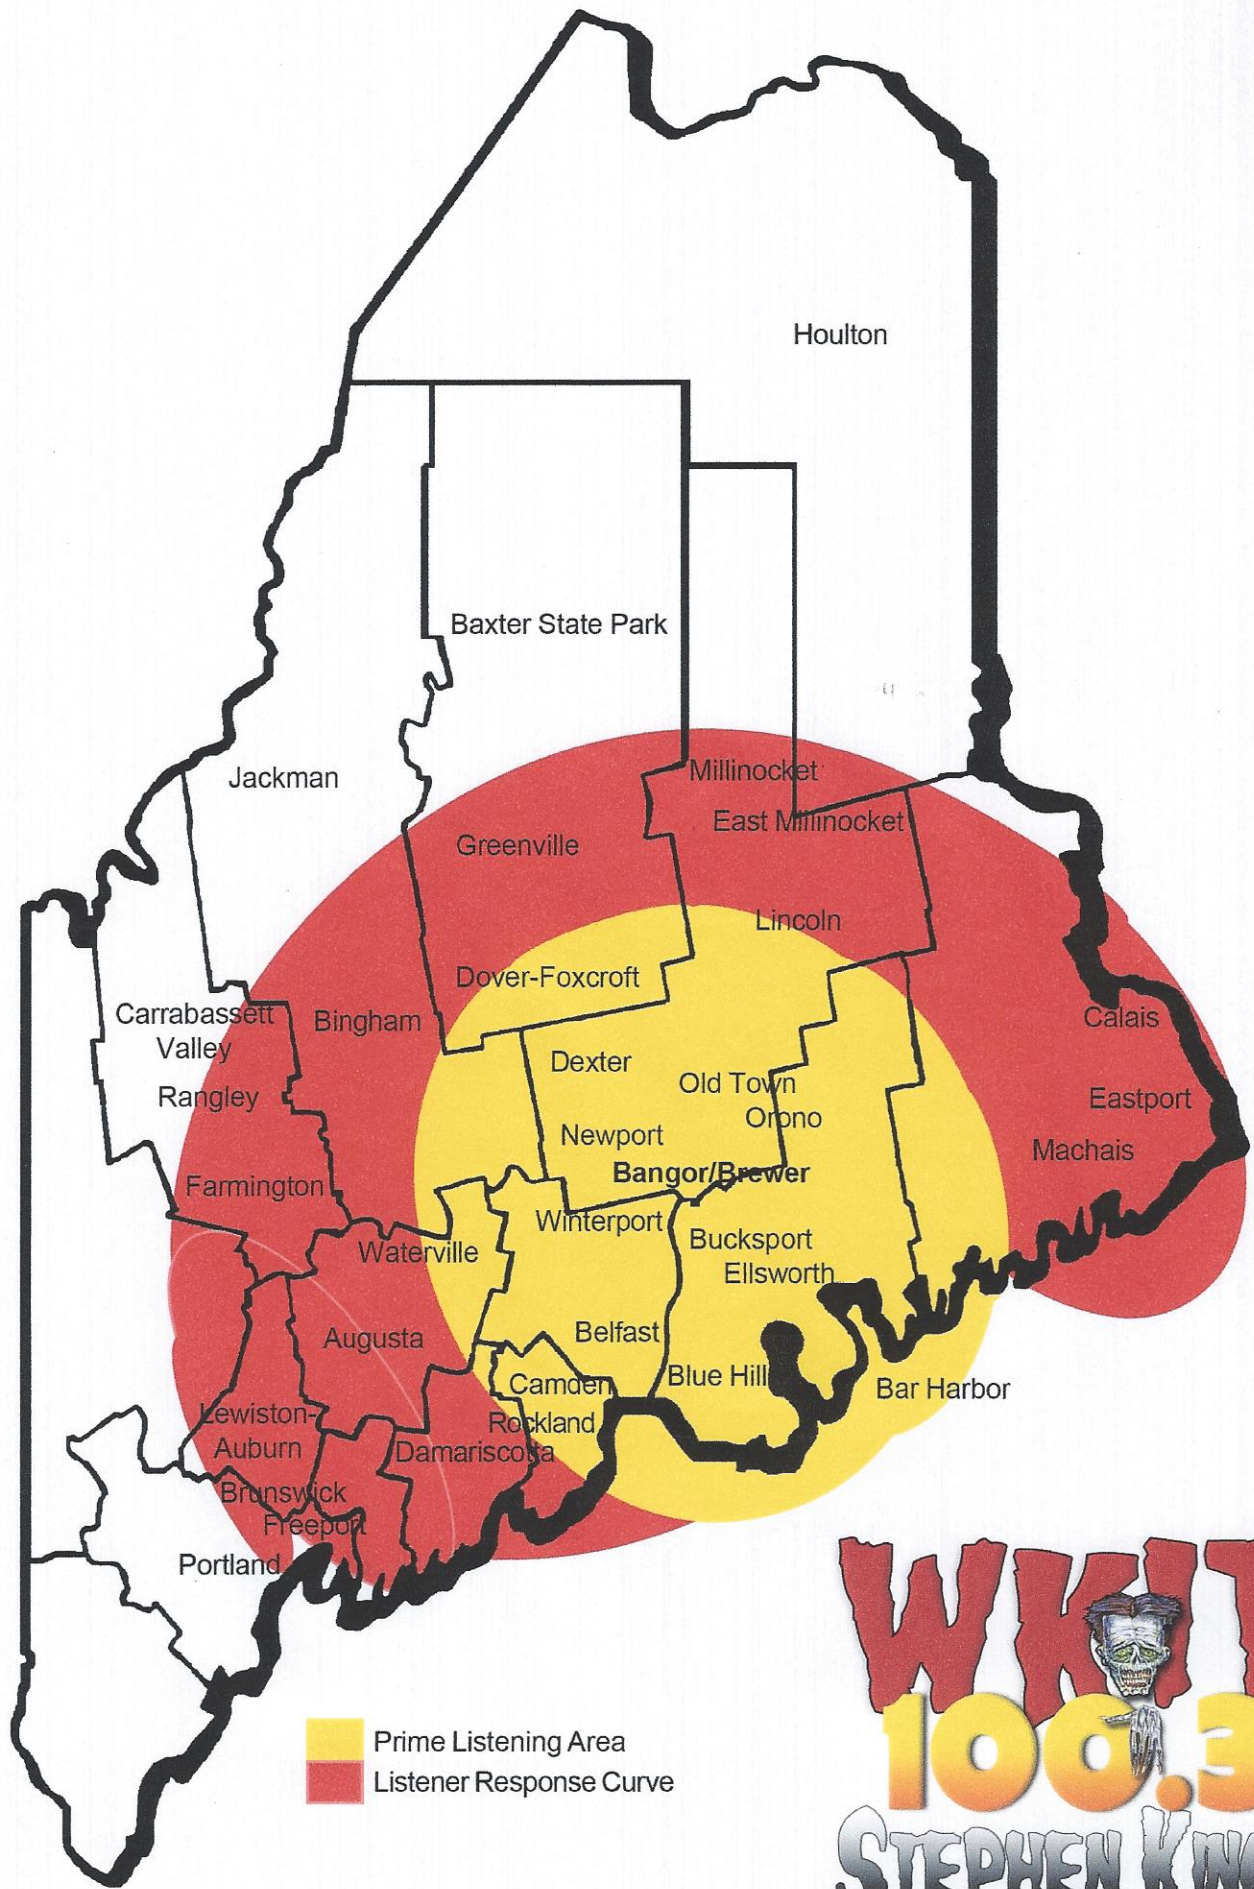 Houlton
Baxter State Park
Jackman
Millinocket
East Millinocket
Greenville
Lincoln
Dover-Foxcroft
Carrabassett
Valley
Bingham
Calais
Dexter
Old Town
Rangley
Eastport
Orono
Newport
Machais
Bangor/Brewer
Farmington
Winterport
Waterville
Bucksport
Ellsworth
Augusta
Belfast
Blue Hill
Camden
Bar Harbor
Lewiston-
Auburn
Rockland
Damariscotta
Brunswick
Freeport
Portland
Prime Listening Area
Listener Response Curve
WKIT
100.3
STEPHEN KING